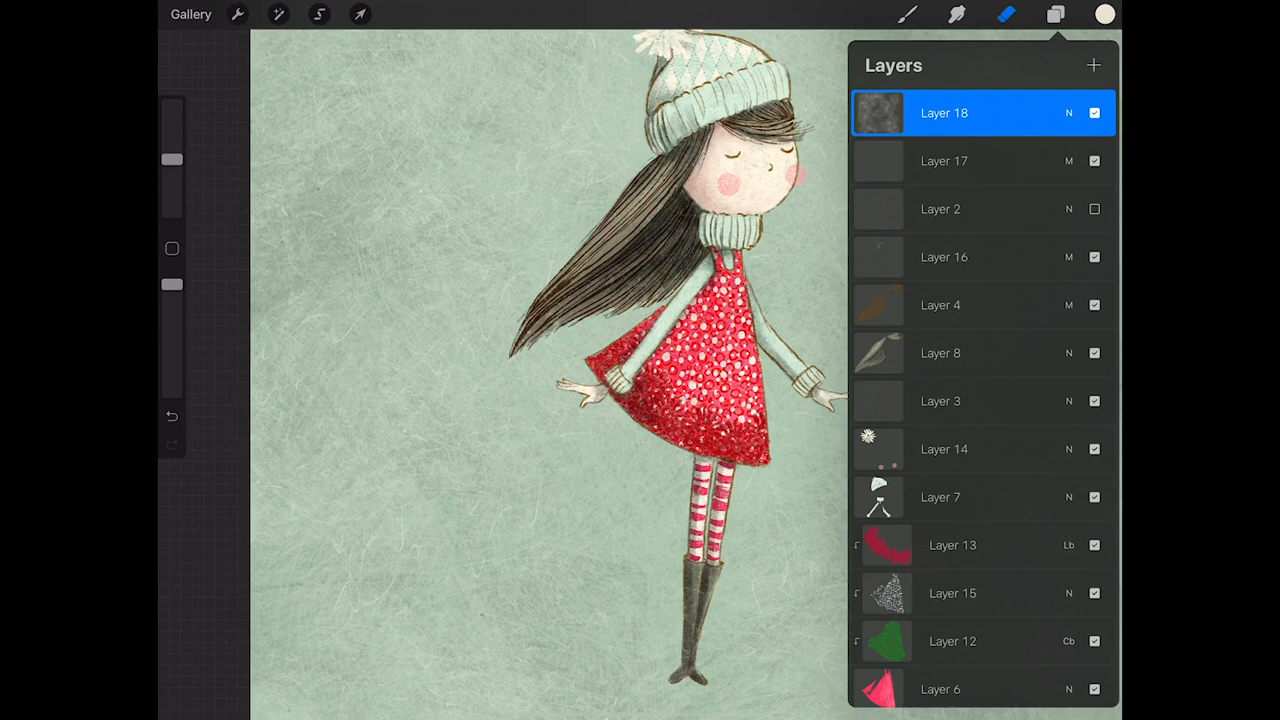 Gallery
Layers
Layer 18 N
Layer 17 M
Layer 2 N
Layer 16 M
Layer 4 M
Layer 8 N
Layer 3 N
Layer 14 N
Layer 7 N
Layer 13 Lb
Layer 15 N
Layer 12 Cb
Layer 6 N